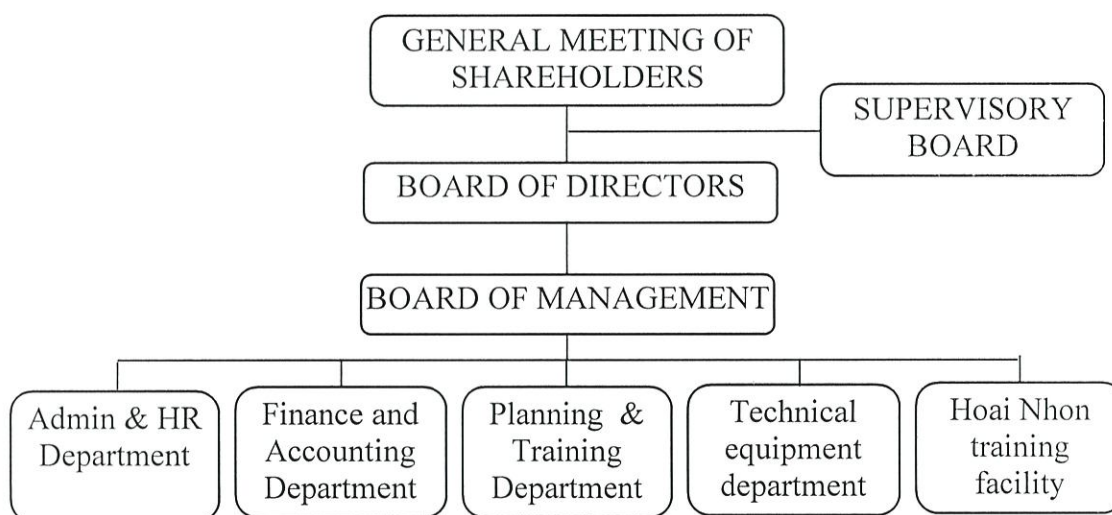 GENERAL MEETING OF
SHAREHOLDERS
SUPERVISORY
BOARD
BOARD OF DIRECTORS
BOARD OF MANAGEMENT
Admin & HR
Department
Finance and
Accounting
Department
Planning & 
Training
Department
Technical
equipment
department
Hoai Nhon
training
facility